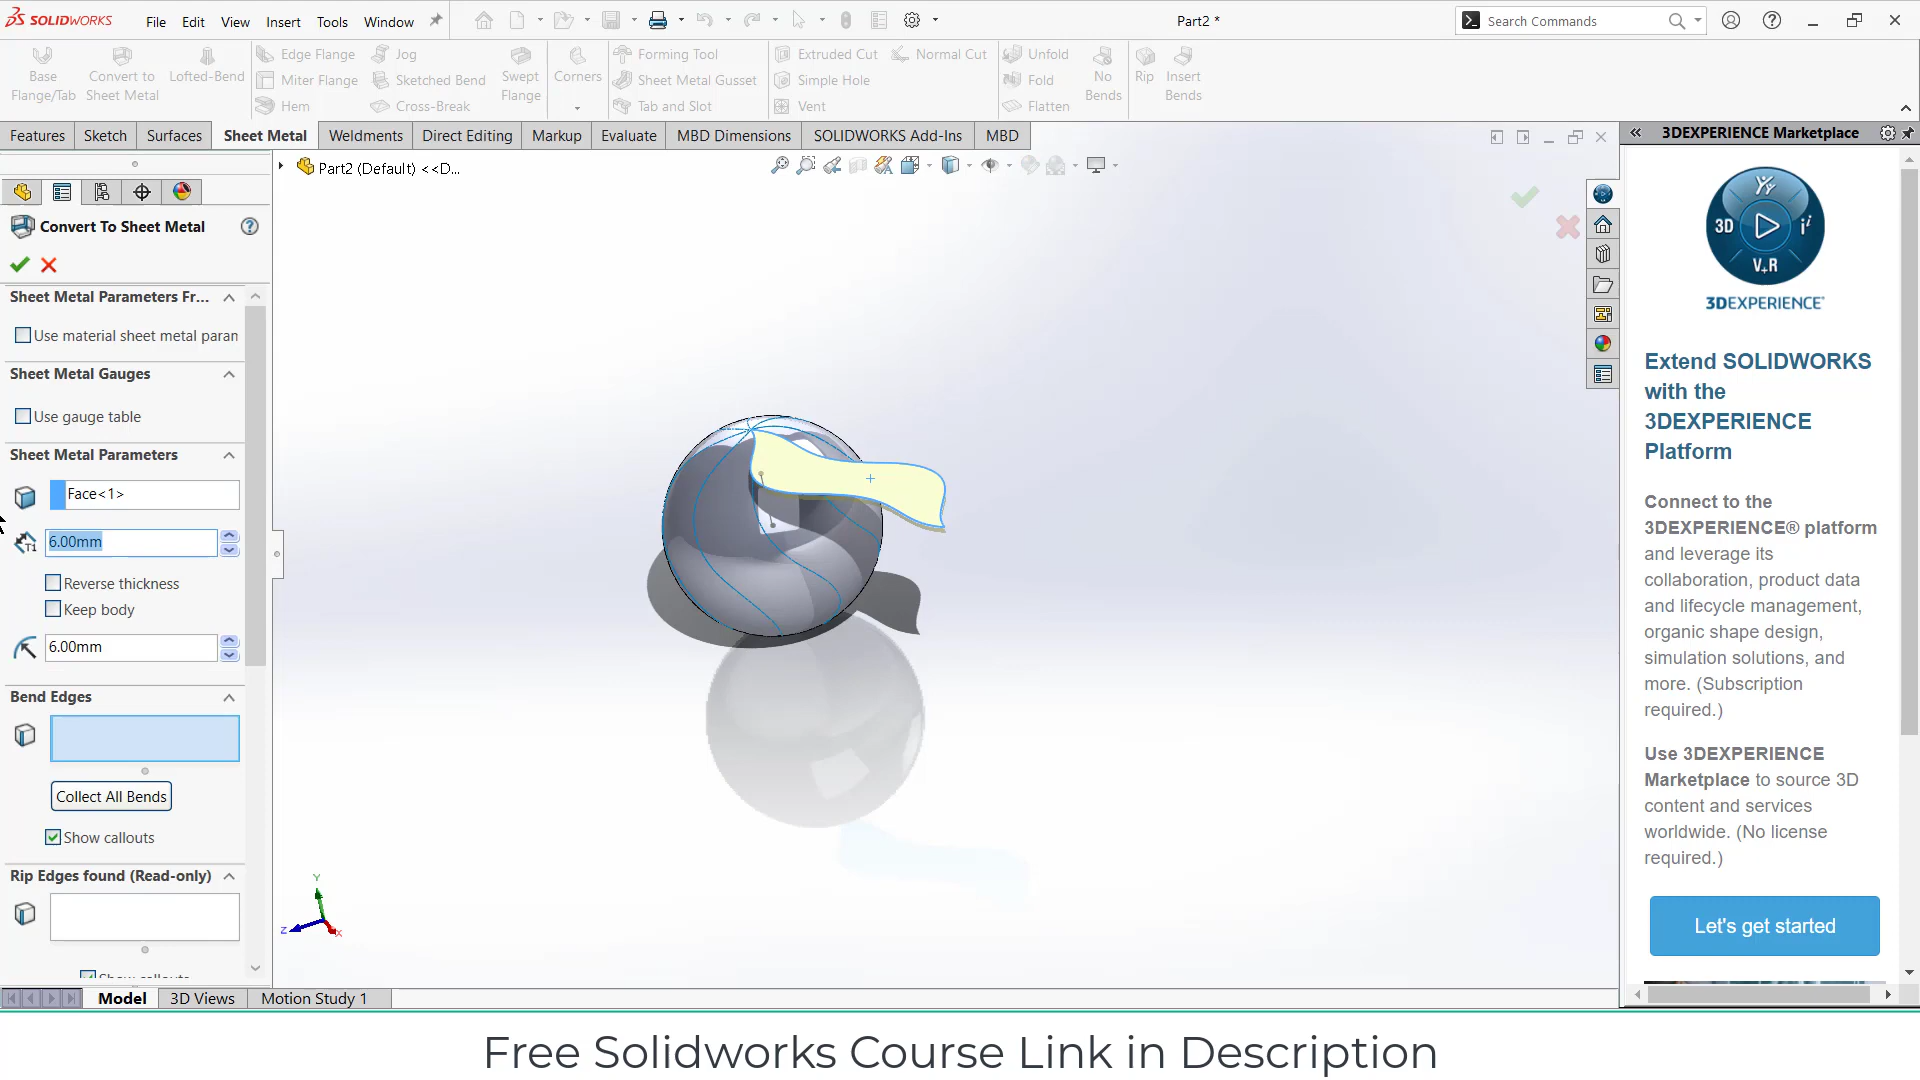 SOLIDWORKS
File Edit View Insert Tools Window
Part2 *
Search Commands
Base Flange/Tab
Convert to Sheet Metal
Lofted-Bend
Edge Flange
Miter Flange
Hem
Jog
Sketched Bend
Cross-Break
Swept Flange
Corners
Forming Tool
Sheet Metal Gusset
Tab and Slot
Extruded Cut
Simple Hole
Vent
Normal Cut
Unfold
Fold
Flatten
No Bends
Rip
Insert Bends
Features Sketch Surfaces Sheet Metal Weldments Direct Editing Markup Evaluate MBD Dimensions SOLIDWORKS Add-Ins MBD
Part2 (Default) <<D...
Convert To Sheet Metal
Sheet Metal Parameters Fr...
Use material sheet metal paran
Sheet Metal Gauges
Use gauge table
Sheet Metal Parameters
Face<1>
T1
6.00mm
Reverse thickness
Keep body
6.00mm
Bend Edges
Collect All Bends
Show callouts
Rip Edges found (Read-only)
Y
Z
X
Model 3D Views Motion Study 1
3DEXPERIENCE Marketplace
3D
V+R
3DEXPERIENCE
Extend SOLIDWORKS
with the
3DEXPERIENCE
Platform
Connect to the
3DEXPERIENCE® platform
and leverage its
collaboration, product data
and lifecycle management,
organic shape design,
simulation solutions, and
more. (Subscription
required.)
Use 3DEXPERIENCE
Marketplace to source 3D
content and services
worldwide. (No license
required.)
Let's get started
Free Solidworks Course Link in Description